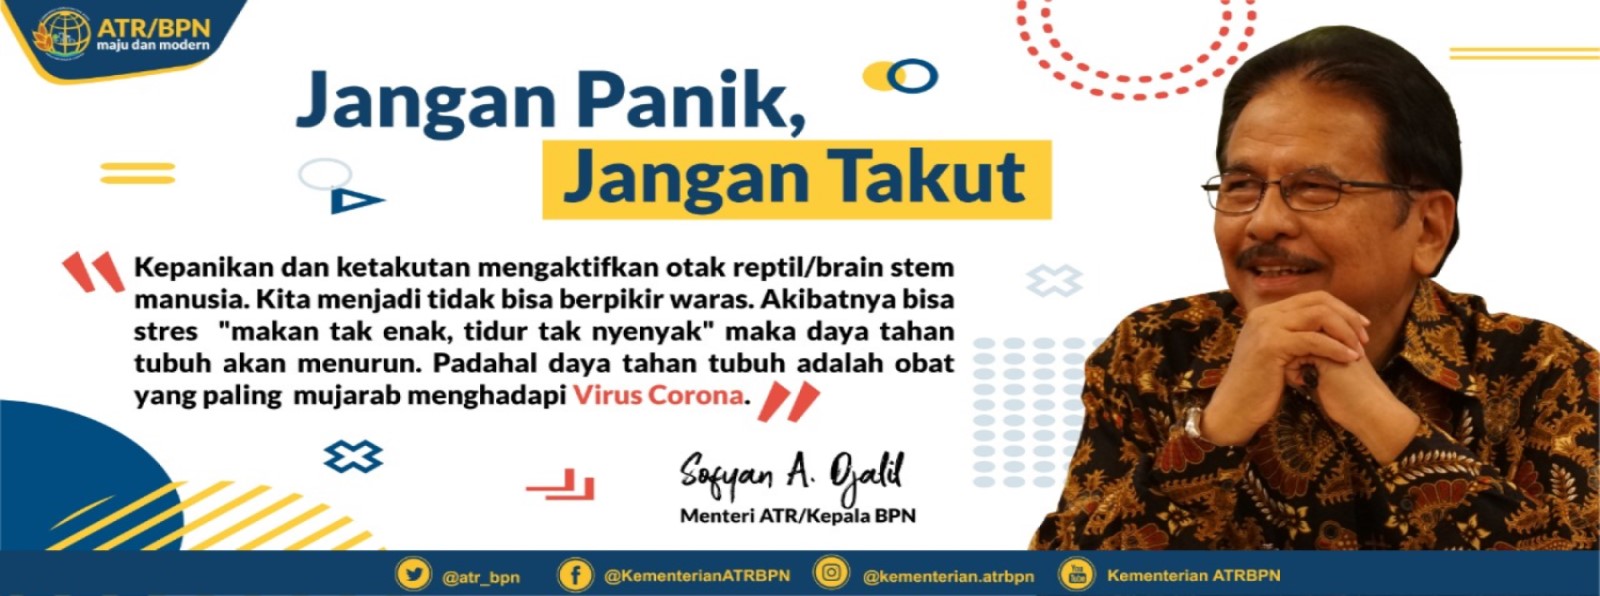 ATR/BPN
maju dan modern
Jangan Panik,
Jangan Takut
Kepanikan dan ketakutan mengaktifkan otak reptil/brain stem
manusia. Kita menjadi tidak bisa berpikir waras. Akibatnya bisa
stres "makan tak enak, tidur tak nyenyak" maka daya tahan
tubuh akan menurun. Padahal daya tahan tubuh adalah obat
yang paling mujarab menghadapi Virus Corona.
Sofyan A. Djalil
Menteri ATR/Kepala BPN
@atr_bpn
@KementerianATRBPN
@kementerian.atrbpn
You Tube
Kementerian ATRBPN